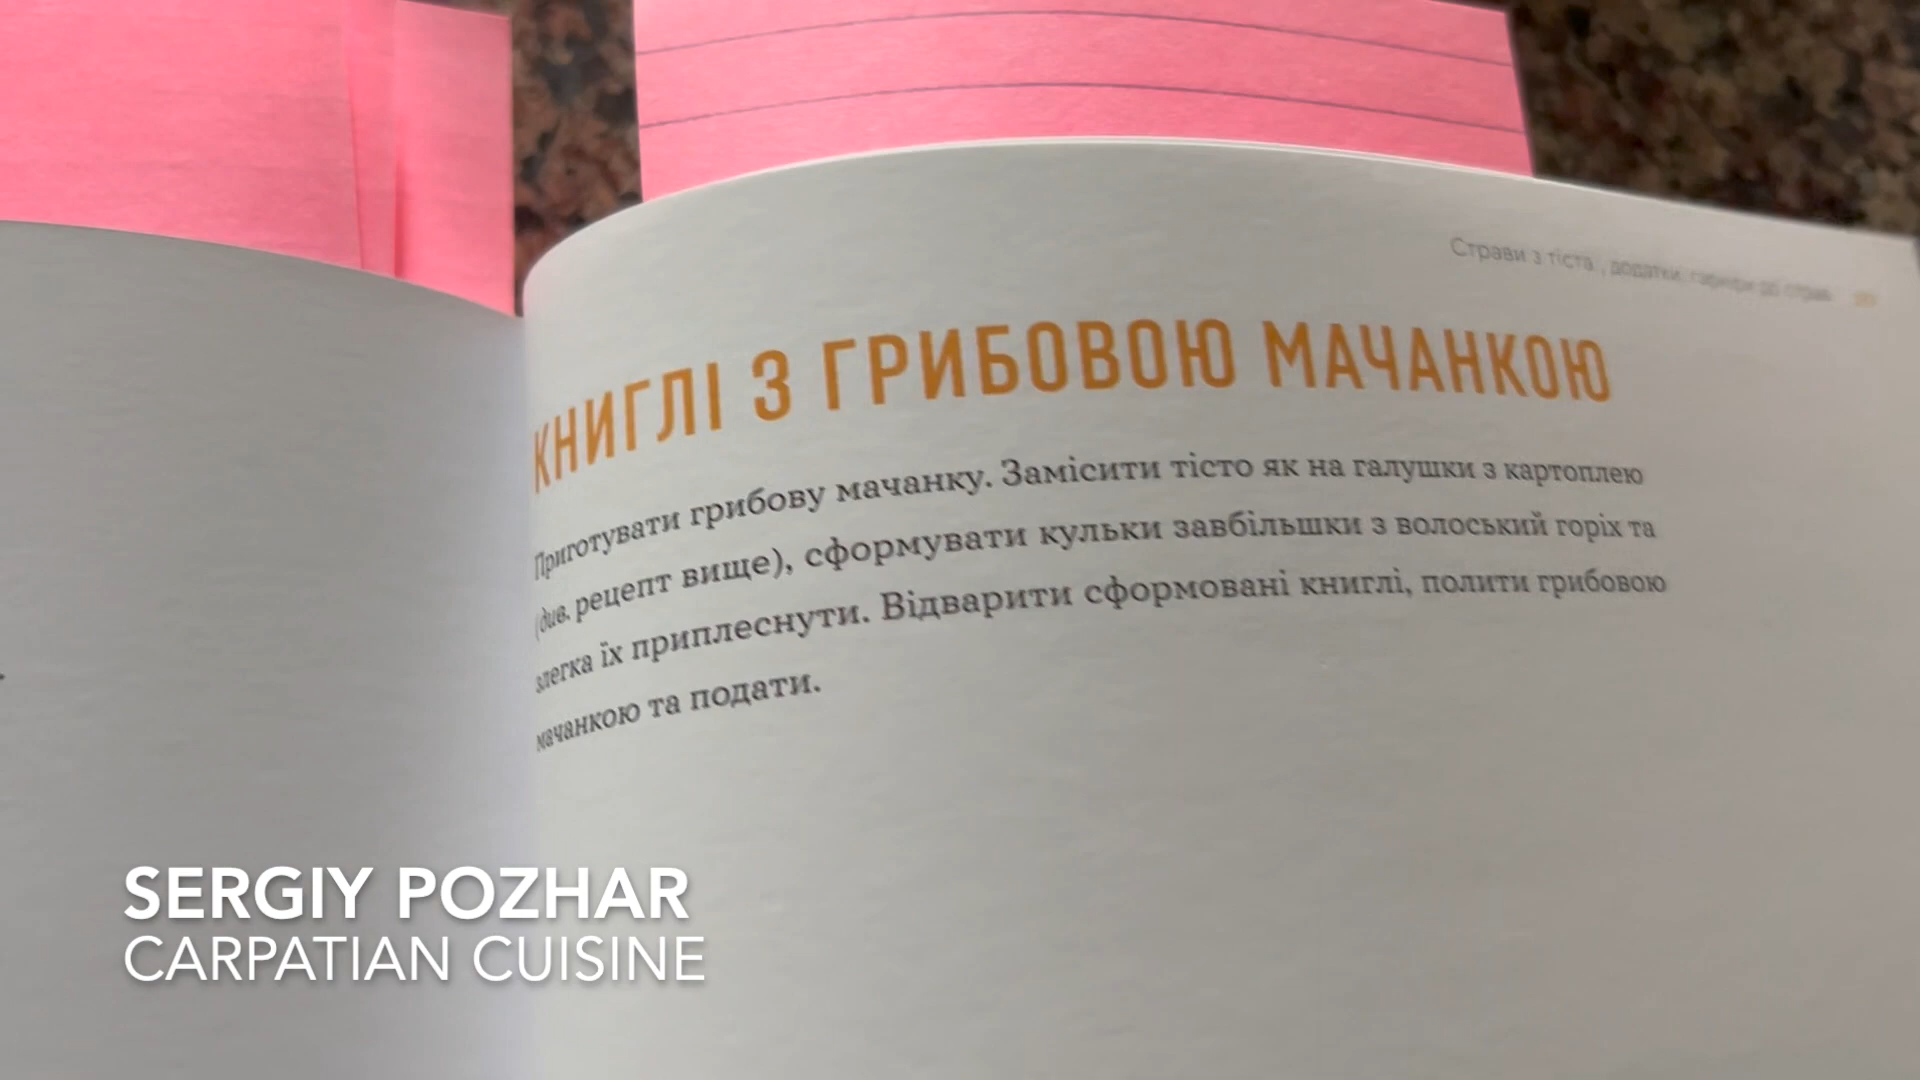 Страви з тіста, додатки, гарніри до страв
КНИГЛІ З ГРИБОВОЮ МАЧАНКОЮ
Приготувати грибову мачанку. Замісити тісто як на галушки з картоплею
(див. рецепт вище), сформувати кульки завбільшки з волоський горіх та
злегка їх приплеснути. Відварити сформовані книглі, полити грибовою
мачанкою та подати.
SERGIY POZHAR
CARPATIAN CUISINE